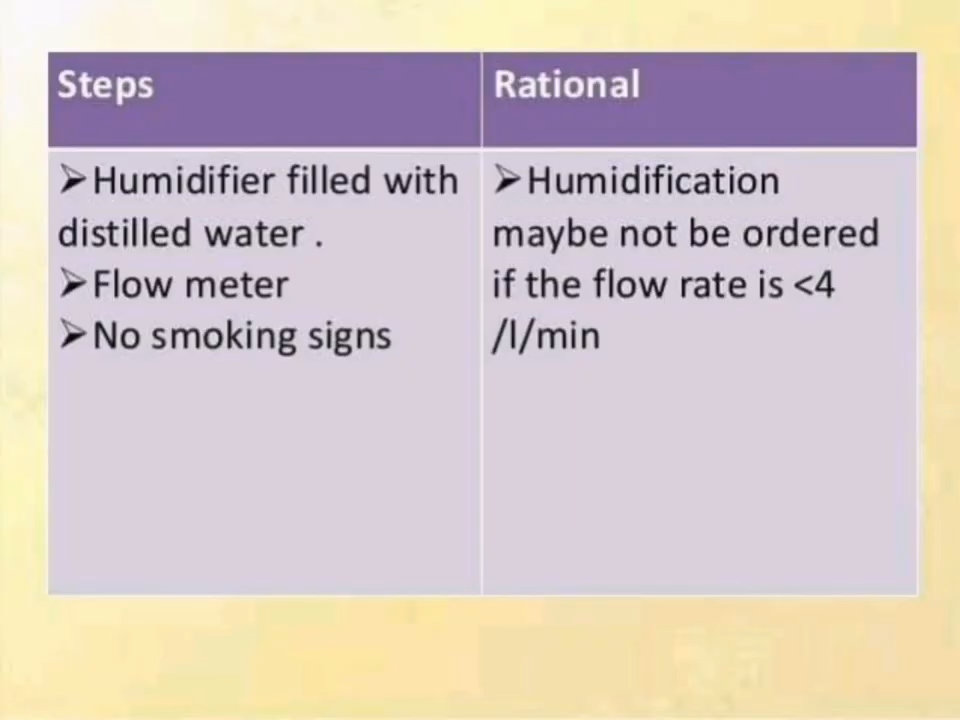 Steps
Rational
➢Humidifier filled with
distilled water .
➢Flow meter
➢No smoking signs
➢Humidification
maybe not be ordered
if the flow rate is <4
/l/min